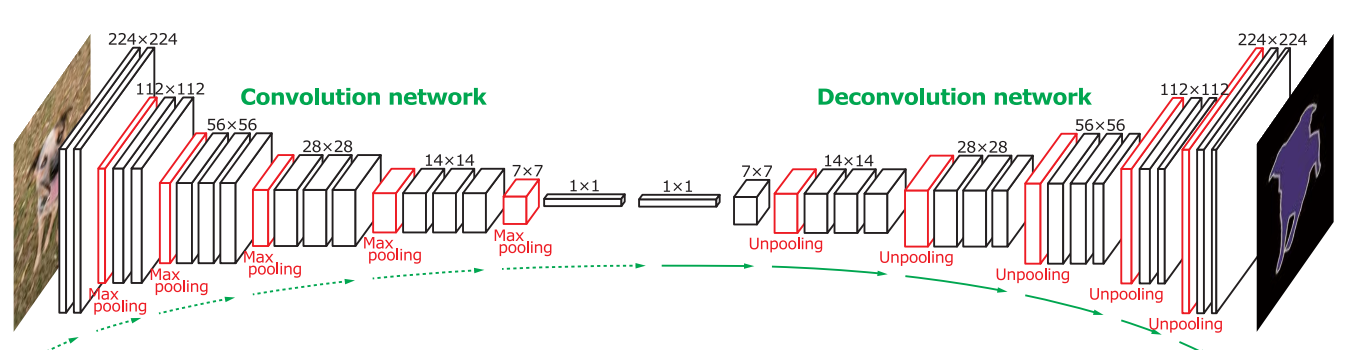 224×224
112×112
56×56
28×28
14×14
7×7
1×1
1×1
7×7
14×14
28×28
56×56
112×112
224×224
Convolution network
Deconvolution network
Max
pooling
Max
pooling
Max
pooling
Max
pooling
Max
pooling
Unpooling
Unpooling
Unpooling
Unpooling
Unpooling